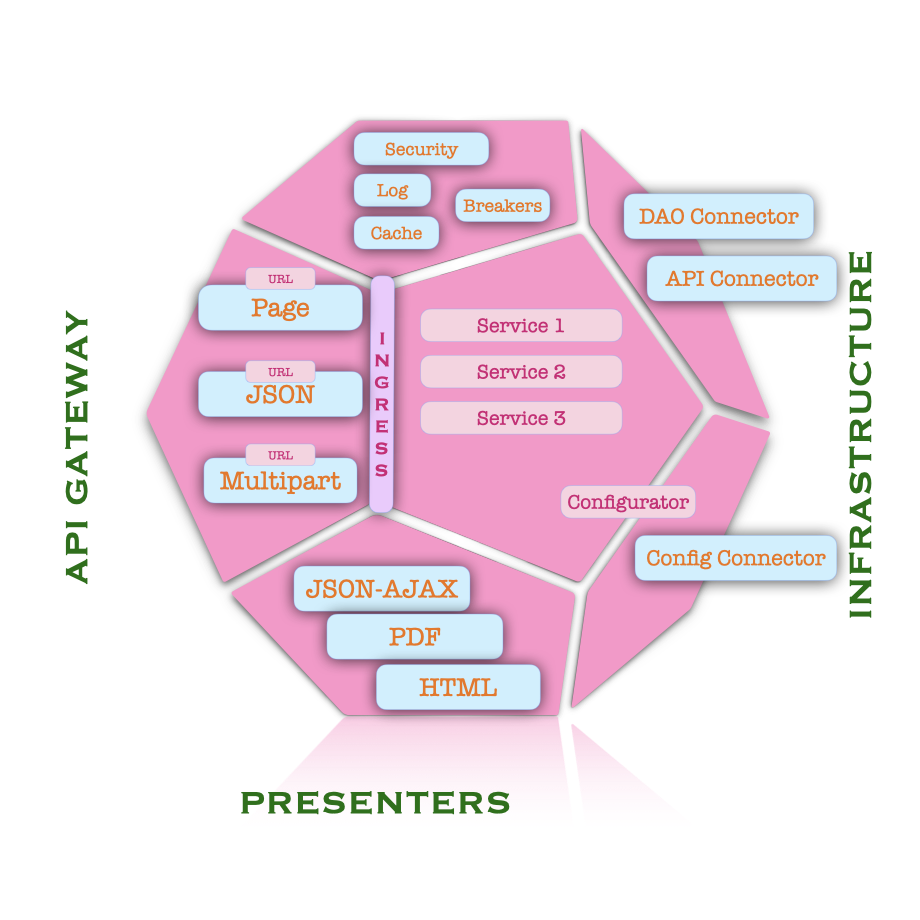 Security
Log
Breakers
Cache
DAO Connector
API Connector
URL
Page
URL
JSON
URL
Multipart
INGRESS
Service 1
Service 2
Service 3
Configurator
Config Connector
JSON-AJAX
PDF
HTML
API GATEWAY
INFRASTRUCTURE
PRESENTERS